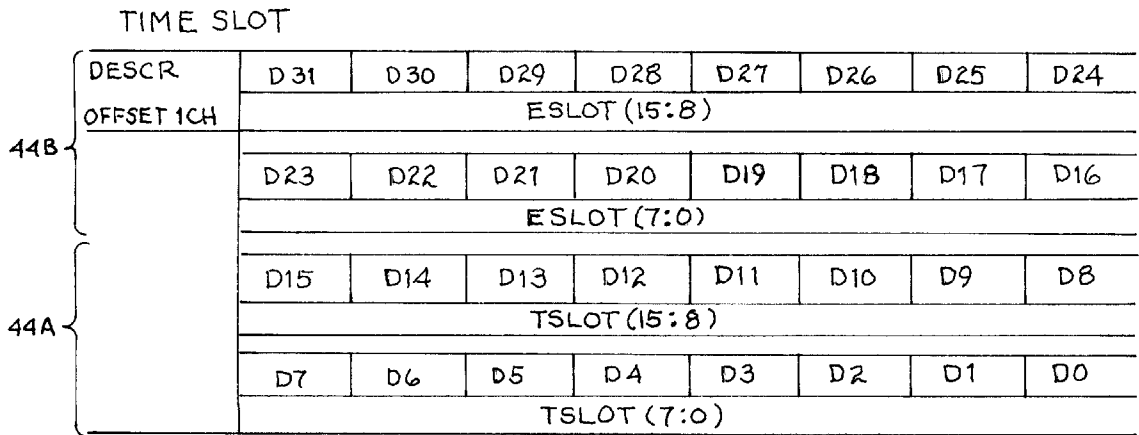 TIME SLOT
DESCR D31 D30 D29 D28 D27 D26 D25 D24
OFFSET 1CH ESLOT (15:8)
44B
D23 D22 D21 D20 D19 D18 D17 D16
ESLOT (7:0)
D15 D14 D13 D12 D11 D10 D9 D8
44A TSLOT (15:8)
D7 D6 D5 D4 D3 D2 D1 D0
TSLOT (7:0)